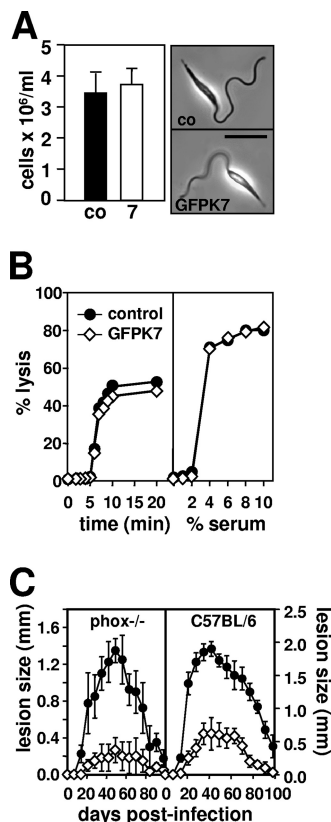 A
cells x 10⁶/ml
5
4
3
2
1
0
co
7
co
GFPK7
B
% lysis
100
80
60
40
20
0
control
GFPK7
0 5 10 15 20
2 4 6 8 10
time (min)
% serum
C
phox-/-
C57BL/6
lesion size (mm)
1.6
1.2
0.8
0.4
0.0
2.5
2.0
1.5
1.0
0.5
0.0
lesion size (mm)
0 20 40 60 80 0 20 40 60 80 100
days post-infection